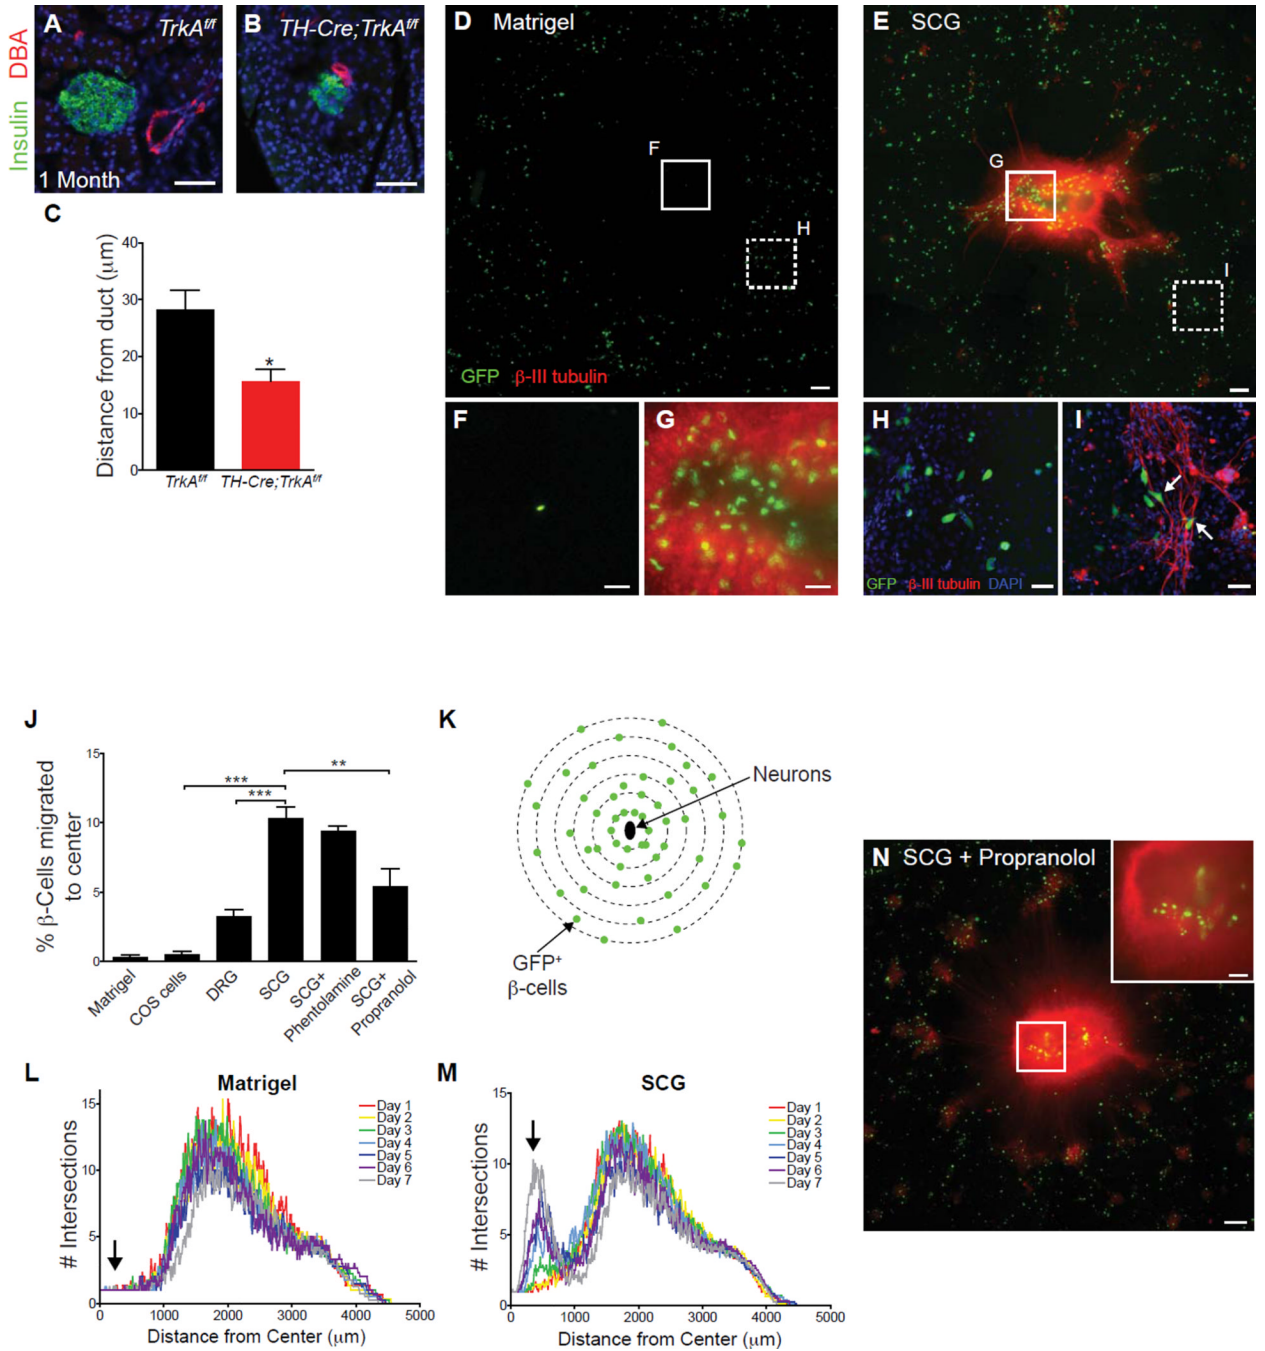 A
TrkAf/f
B
TH-Cre;TrkAf/f
Insulin DBA
1 Month
C
Distance from duct (μm)
40
30
20
10
0
*
TrkAf/f
TH-Cre;TrkAf/f
D Matrigel
F
H
GFP β-III tubulin
E SCG
G
I
F
G
H
GFP β-III tubulin DAPI
I
J
% β-Cells migrated
to center
15
10
5
0
***
***
**
Matrigel
COS cells
DRG
SCG
SCG+
Phentolamine
SCG+
Propranolol
K
Neurons
GFP+
β-cells
L
Matrigel
# Intersections
15
10
5
0
Day 1
Day 2
Day 3
Day 4
Day 5
Day 6
Day 7
0 1000 2000 3000 4000 5000
Distance from Center (μm)
M
SCG
# Intersections
15
10
5
0
Day 1
Day 2
Day 3
Day 4
Day 5
Day 6
Day 7
0 1000 2000 3000 4000 5000
Distance from Center (μm)
N SCG + Propranolol